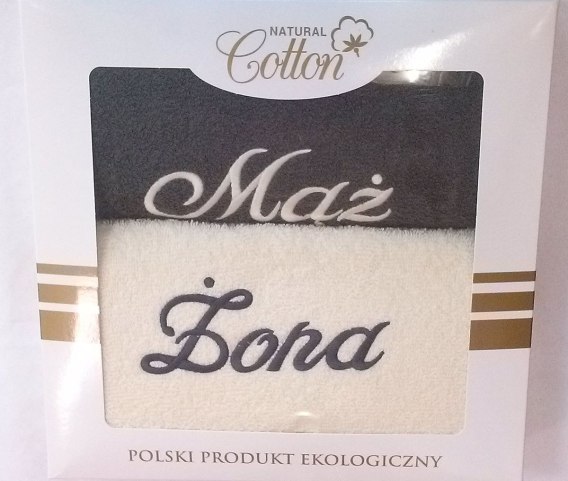 NATURAL
Cotton
Mąż
Żona
POLSKI PRODUKT EKOLOGICZNY